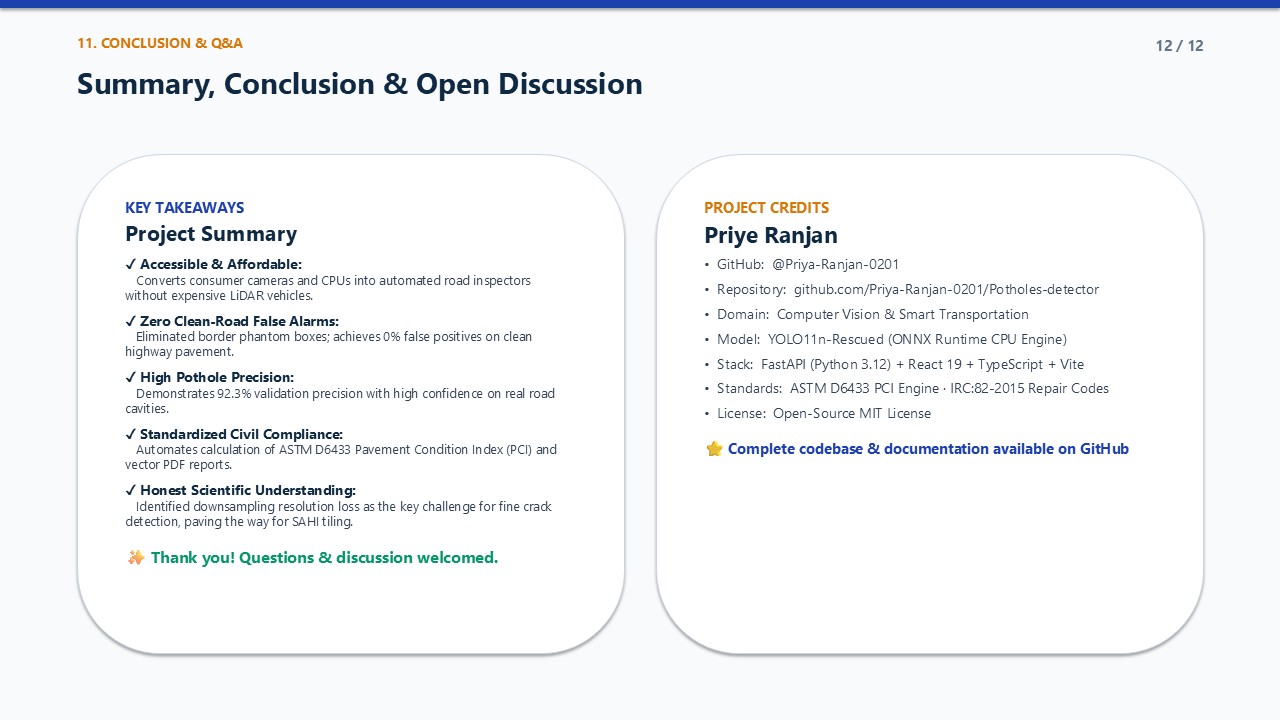 11. CONCLUSION & Q&A
12 / 12
Summary, Conclusion & Open Discussion
KEY TAKEAWAYS
Project Summary
✓ Accessible & Affordable:
Converts consumer cameras and CPUs into automated road inspectors
without expensive LiDAR vehicles.
✓ Zero Clean-Road False Alarms:
Eliminated border phantom boxes; achieves 0% false positives on clean
highway pavement.
✓ High Pothole Precision:
Demonstrates 92.3% validation precision with high confidence on real road
cavities.
✓ Standardized Civil Compliance:
Automates calculation of ASTM D6433 Pavement Condition Index (PCI) and
vector PDF reports.
✓ Honest Scientific Understanding:
Identified downsampling resolution loss as the key challenge for fine crack
detection, paving the way for SAHI tiling.
✨ Thank you! Questions & discussion welcomed.
PROJECT CREDITS
Priye Ranjan
• GitHub: @Priya-Ranjan-0201
• Repository: github.com/Priya-Ranjan-0201/Potholes-detector
• Domain: Computer Vision & Smart Transportation
• Model: YOLO11n-Rescued (ONNX Runtime CPU Engine)
• Stack: FastAPI (Python 3.12) + React 19 + TypeScript + Vite
• Standards: ASTM D6433 PCI Engine · IRC:82-2015 Repair Codes
• License: Open-Source MIT License
⭐ Complete codebase & documentation available on GitHub